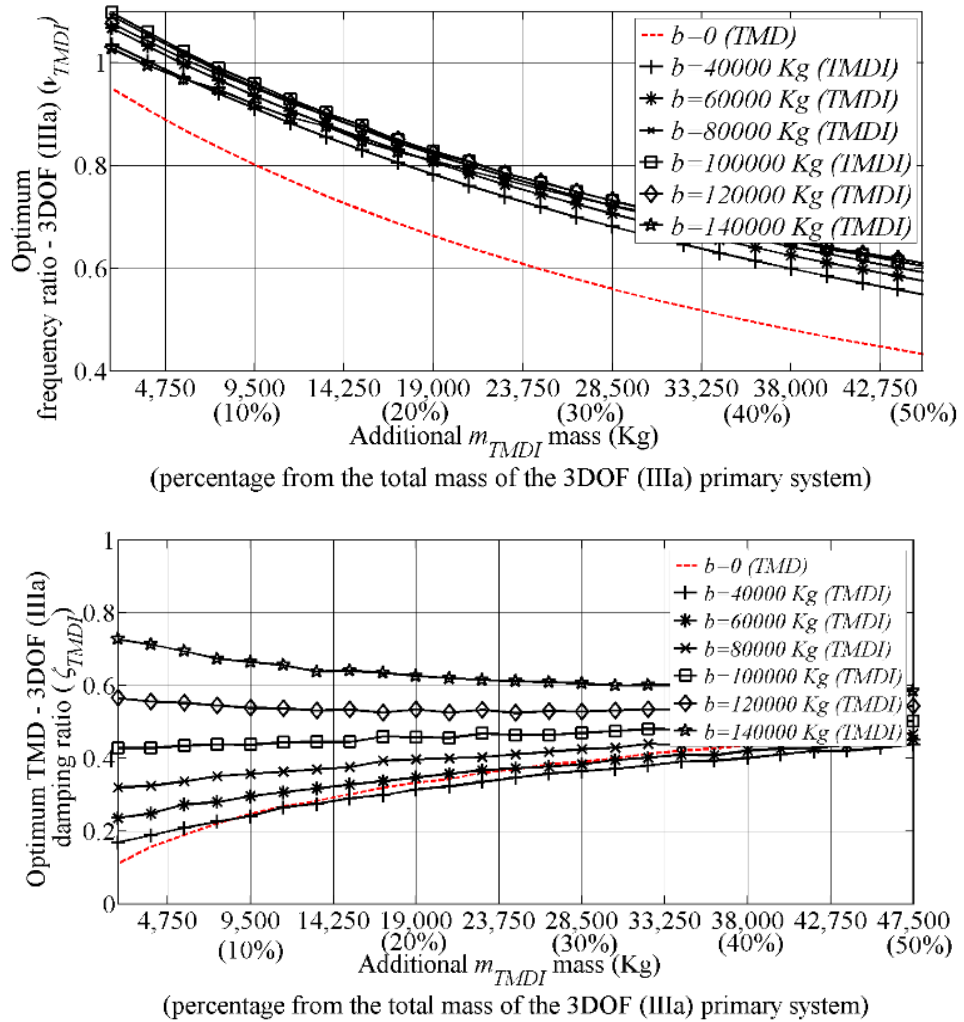 Optimum
frequency ratio - 3DOF (IIIa) (ν_TMDI)
1
0.8
0.6
0.4
b=0 (TMD)
b=40000 Kg (TMDI)
b=60000 Kg (TMDI)
b=80000 Kg (TMDI)
b=100000 Kg (TMDI)
b=120000 Kg (TMDI)
b=140000 Kg (TMDI)
4,750 9,500 14,250 19,000 23,750 28,500 33,250 38,000 42,750
(10%) (20%) (30%) (40%) (50%)
Additional m_TMDI mass (Kg)
(percentage from the total mass of the 3DOF (IIIa) primary system)
Optimum TMD - 3DOF (IIIa)
damping ratio (ζ_TMDI)
1
0.8
0.6
0.4
0.2
0
b=0 (TMD)
b=40000 Kg (TMDI)
b=60000 Kg (TMDI)
b=80000 Kg (TMDI)
b=100000 Kg (TMDI)
b=120000 Kg (TMDI)
b=140000 Kg (TMDI)
4,750 9,500 14,250 19,000 23,750 28,500 33,250 38,000 42,750 47,500
(10%) (20%) (30%) (40%) (50%)
Additional m_TMDI mass (Kg)
(percentage from the total mass of the 3DOF (IIIa) primary system)